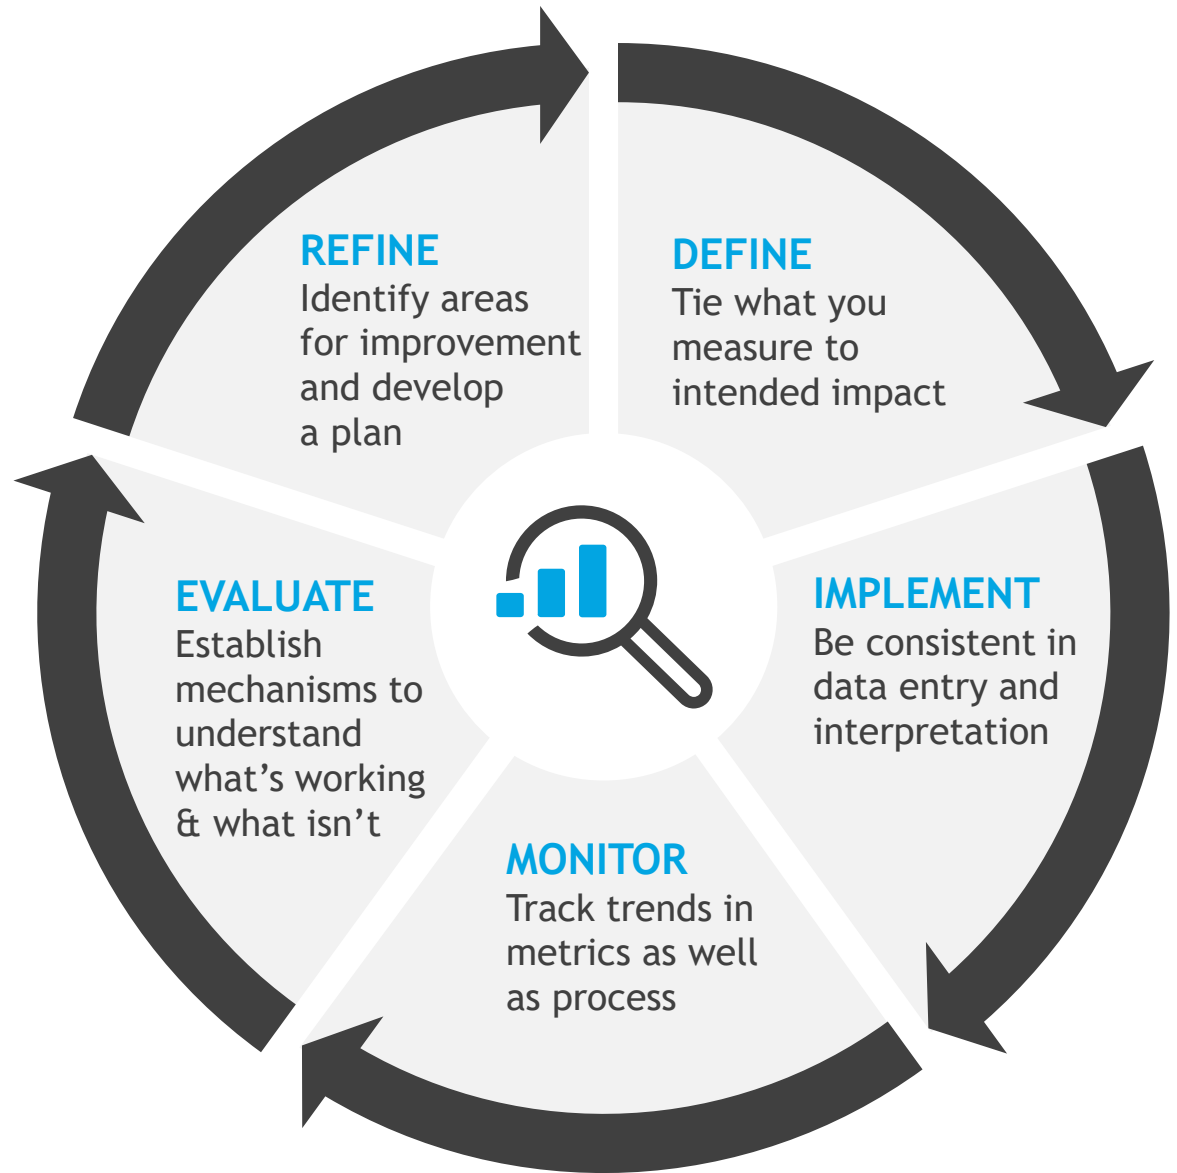 REFINE
Identify areas
for improvement
and develop
a plan
DEFINE
Tie what you
measure to
intended impact
EVALUATE
Establish
mechanisms to
understand
what’s working
& what isn’t
IMPLEMENT
Be consistent in
data entry and
interpretation
MONITOR
Track trends in
metrics as well
as process